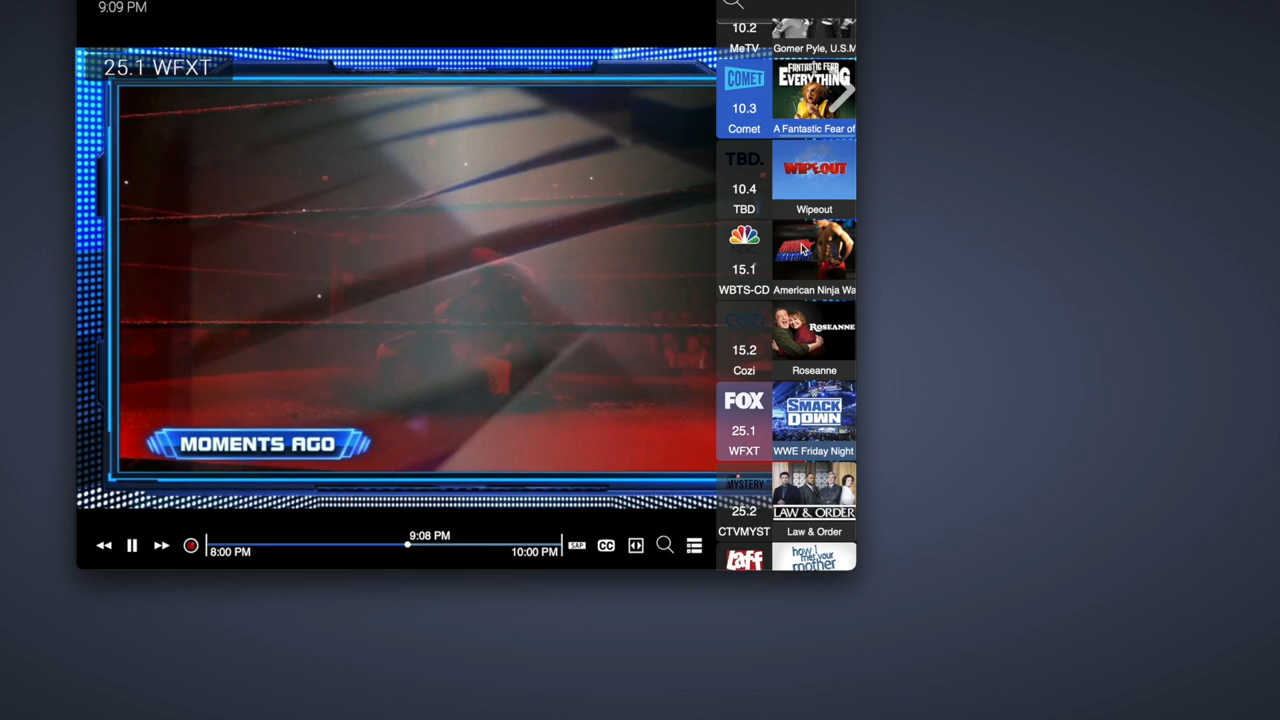 9:09 PM
25.1 WFXT
MOMENTS AGO
8:00 PM
9:08 PM
10:00 PM
SAP
CC
10.2
MeTV
Gomer Pyle, U.S.M
COMET
10.3
Comet
A FANTASTIC FEAR OF
EVERYTHING
A Fantastic Fear of
TBD.
10.4
TBD
WIPEOUT
Wipeout
15.1
WBTS-CD
American Ninja Wa
COZI
15.2
Cozi
ROSEANNE
Roseanne
FOX
25.1
WFXT
SMACK
DOWN
WWE Friday Night
MYSTERY
25.2
CTVMYST
LAW & ORDER
Law & Order
laff
how i met your
mother